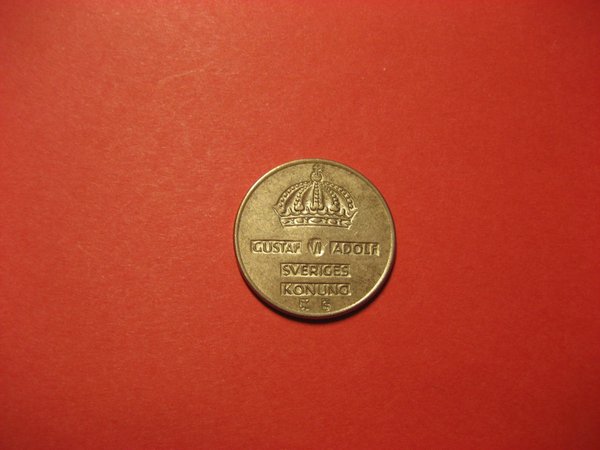 GUSTAF VI ADOLF
SVERIGES
KONUNG